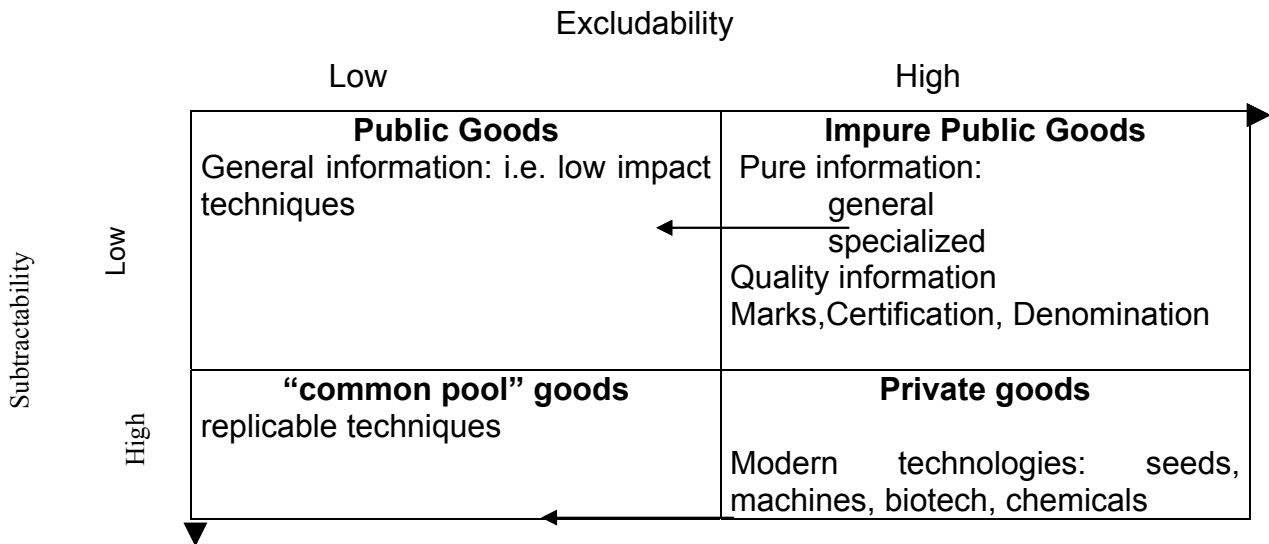 Excludability
Low High
Public Goods
General information: i.e. low impact
techniques
Impure Public Goods
Pure information:
general
specialized
Quality information
Marks,Certification, Denomination
Subtractability
Low
“common pool” goods
replicable techniques
Private goods
Modern technologies: seeds,
machines, biotech, chemicals
High